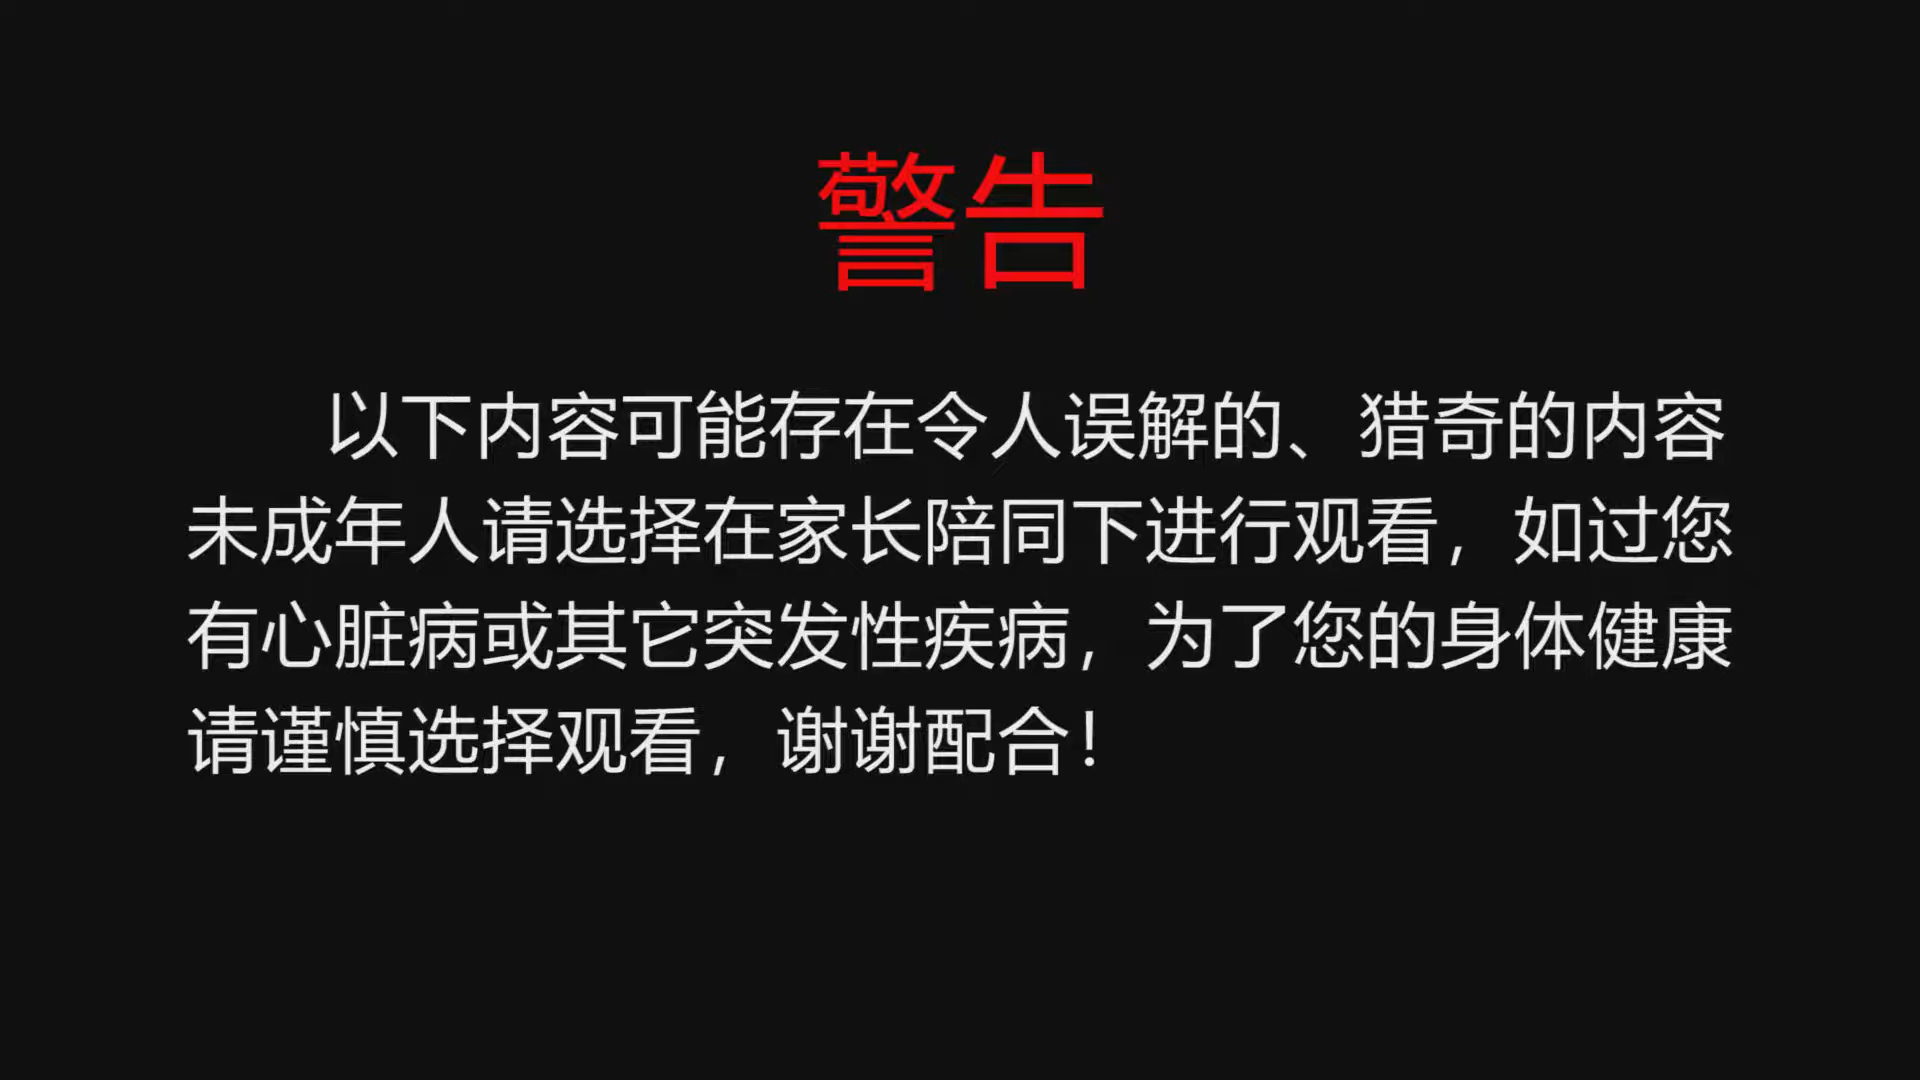 警告
以下内容可能存在令人误解的、猎奇的内容
未成年人请选择在家长陪同下进行观看，如过您
有心脏病或其它突发性疾病，为了您的身体健康
请谨慎选择观看，谢谢配合！